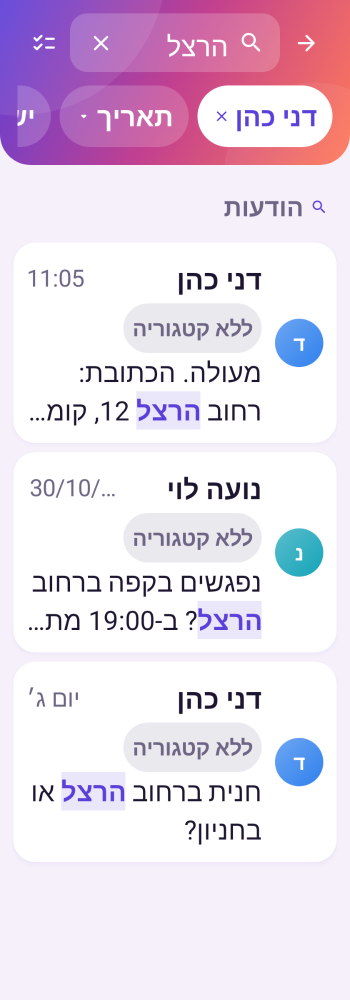 הרצל
דני כהן
תאריך
יש
הודעות
דני כהן
11:05
ללא קטגוריה
ד
מעולה. הכתובת:
רחוב הרצל 12, קומ...
נועה לוי
30/10/...
ללא קטגוריה
נ
נפגשים בקפה ברחוב
הרצל? ב-19:00 מת...
דני כהן
יום ג׳
ללא קטגוריה
ד
חנית ברחוב הרצל או
בחניון?